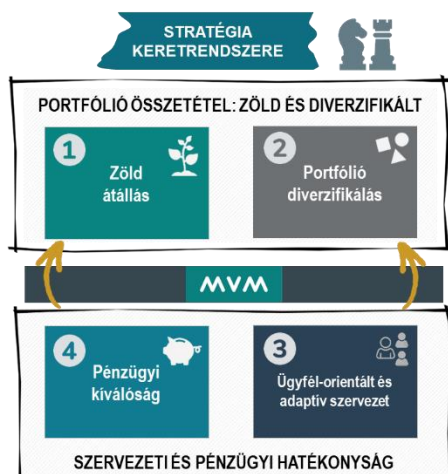 STRATÉGIA
KERETRENDSZERE
PORTFÓLIÓ ÖSSZETÉTEL: ZÖLD ÉS DIVERZIFIKÁLT
1
Zöld
átállás
2
Portfólió
diverzifikálás
MVM
4
Pénzügyi
kiválóság
3
Ügyfél-orientált és
adaptív szervezet
SZERVEZETI ÉS PÉNZÜGYI HATÉKONYSÁG